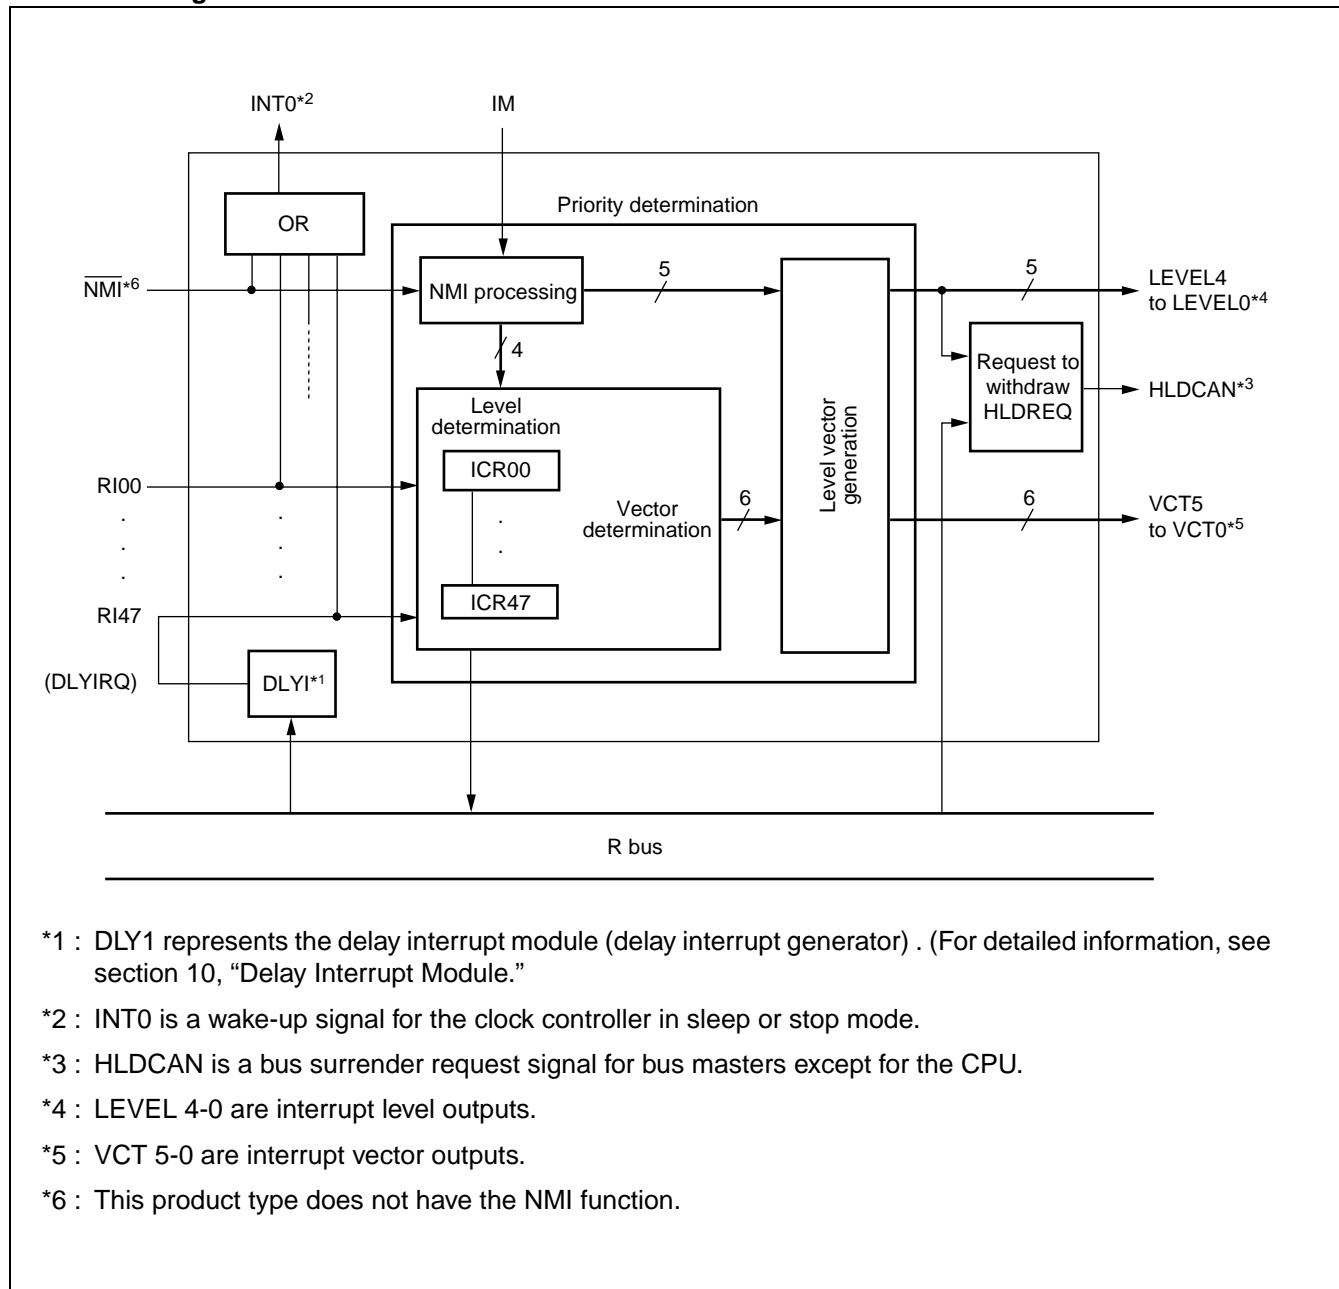 INT0*2
IM
OR
Priority determination
NMI*6
NMI processing
5
5
LEVEL4
to LEVEL0*4
4
Request to
withdraw
HLDREQ
HLDCAN*3
Level
determination
ICR00
RI00
Vector
determination
6
Level vector
generation
6
VCT5
to VCT0*5
ICR47
RI47
(DLYIRQ)
DLYI*1
R bus
*1 : DLY1 represents the delay interrupt module (delay interrupt generator) . (For detailed information, see
section 10, “Delay Interrupt Module.”
*2 : INT0 is a wake-up signal for the clock controller in sleep or stop mode.
*3 : HLDCAN is a bus surrender request signal for bus masters except for the CPU.
*4 : LEVEL 4-0 are interrupt level outputs.
*5 : VCT 5-0 are interrupt vector outputs.
*6 : This product type does not have the NMI function.